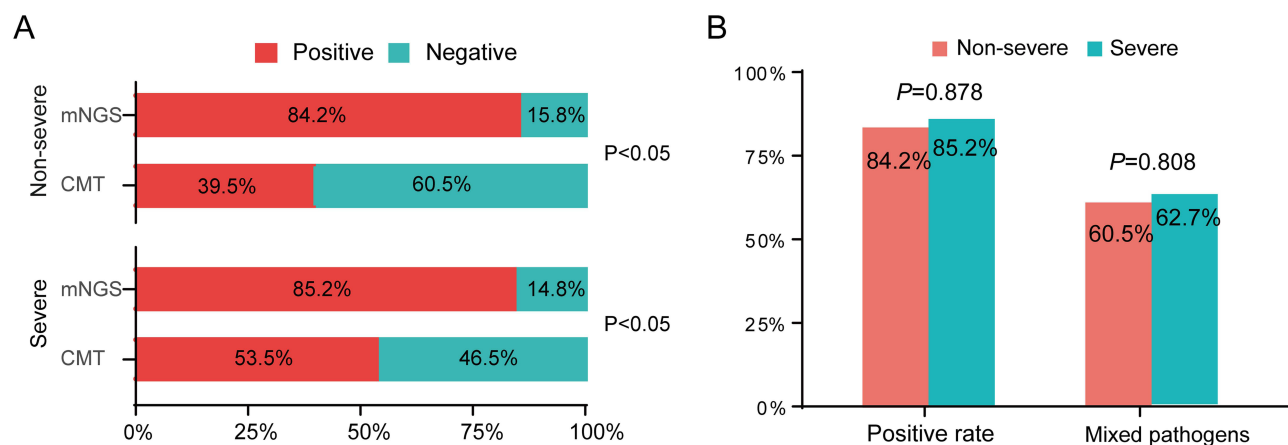 A
Positive Negative
Non-severe
mNGS
84.2% 15.8%
CMT
39.5% 60.5%
P<0.05
Severe
mNGS
85.2% 14.8%
CMT
53.5% 46.5%
P<0.05
0% 25% 50% 75% 100%
B
Non-severe Severe
100%
75%
50%
25%
0%
P=0.878
84.2% 85.2%
P=0.808
60.5% 62.7%
Positive rate Mixed pathogens